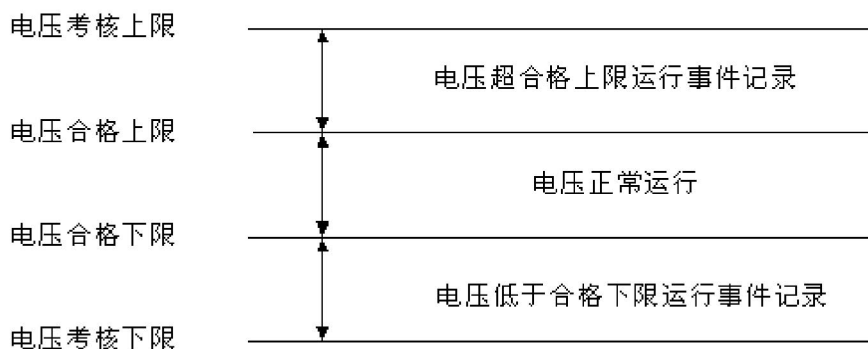 电压考核上限
电压超合格上限运行事件记录
电压合格上限
电压正常运行
电压合格下限
电压低于合格下限运行事件记录
电压考核下限